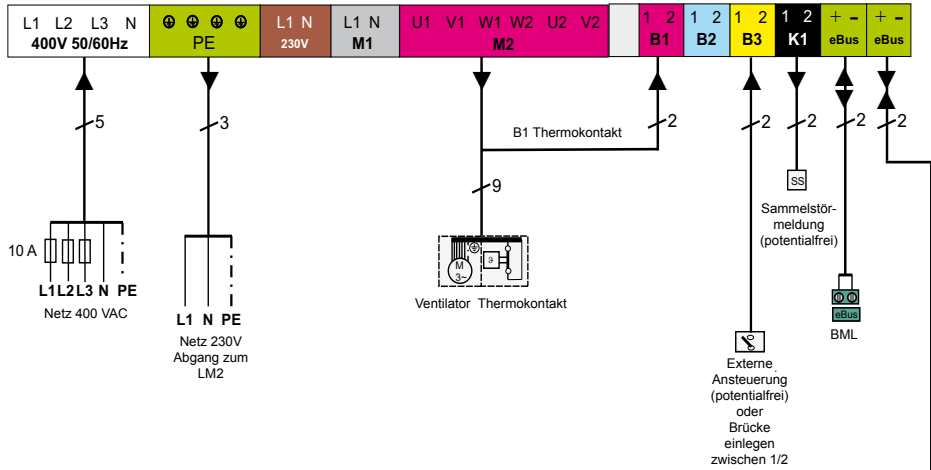 L1 L2 L3 N
400V 50/60Hz
PE
L1 N
230V
L1 N
M1
U1 V1 W1 W2 U2 V2
M2
1 2
B1
1 2
B2
1 2
B3
1 2
K1
+ -
eBus
+ -
eBus
5
3
B1 Thermokontakt
2
2
2
2
2
9
10 A
L1 L2 L3 N PE
Netz 400 VAC
L1 N PE
Netz 230V
Abgang zum
LM2
M
3~
Ventilator Thermokontakt
SS
Sammelstör-
meldung
(potentialfrei)
eBus
BML
Externe
Ansteuerung
(potentialfrei)
oder
Brücke
einlegen
zwischen 1/2